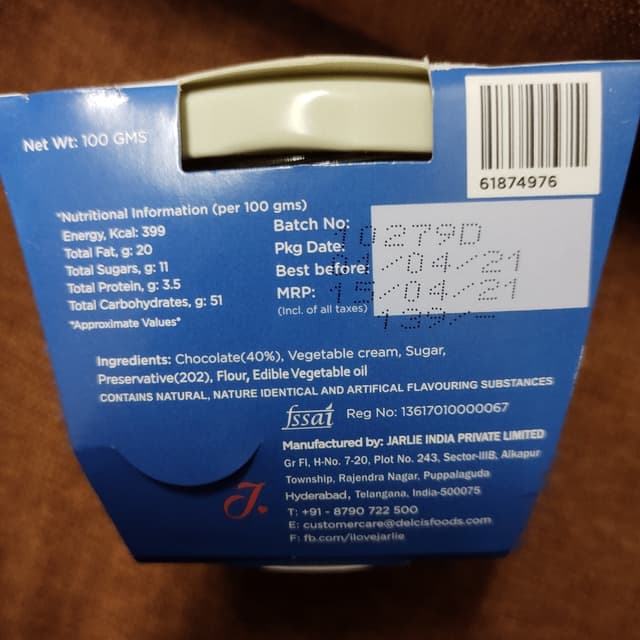 Net Wt: 100 GMS
61874976
*Nutritional Information (per 100 gms)
Energy, Kcal: 399
Total Fat, g: 20
Total Sugars, g: 11
Total Protein, g: 3.5
Total Carbohydrates, g: 51
*Approximate Values*
Batch No: 10279D
Pkg Date: 01/04/21
Best before: 15/04/21
MRP: 139/-
(Incl. of all taxes)
Ingredients: Chocolate(40%), Vegetable cream, Sugar,
Preservative(202), Flour, Edible Vegetable oil
CONTAINS NATURAL, NATURE IDENTICAL AND ARTIFICAL FLAVOURING SUBSTANCES
fssai Reg No: 13617010000067
Manufactured by: JARLIE INDIA PRIVATE LIMITED
Gr Fl, H-No. 7-20, Plot No. 243, Sector-IIIB, Alkapur
Township, Rajendra Nagar, Puppalaguda
Hyderabad, Telangana, India-500075
T: +91 - 8790 722 500
E: customercare@delcisfoods.com
F: fb.com/ilovejarlie
J.